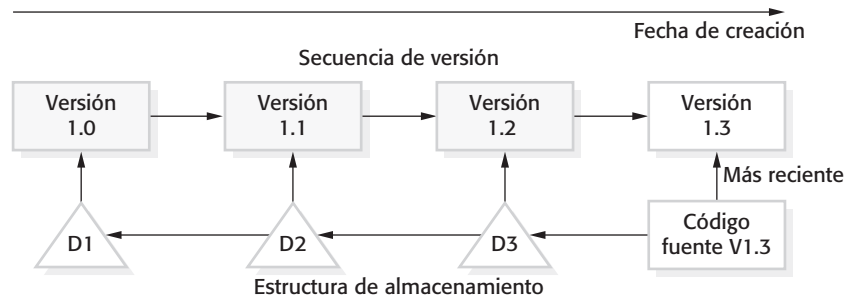 Fecha de creación
Secuencia de versión
Versión
1.0
Versión
1.1
Versión
1.2
Versión
1.3
Más reciente
D1
D2
D3
Código
fuente V1.3
Estructura de almacenamiento